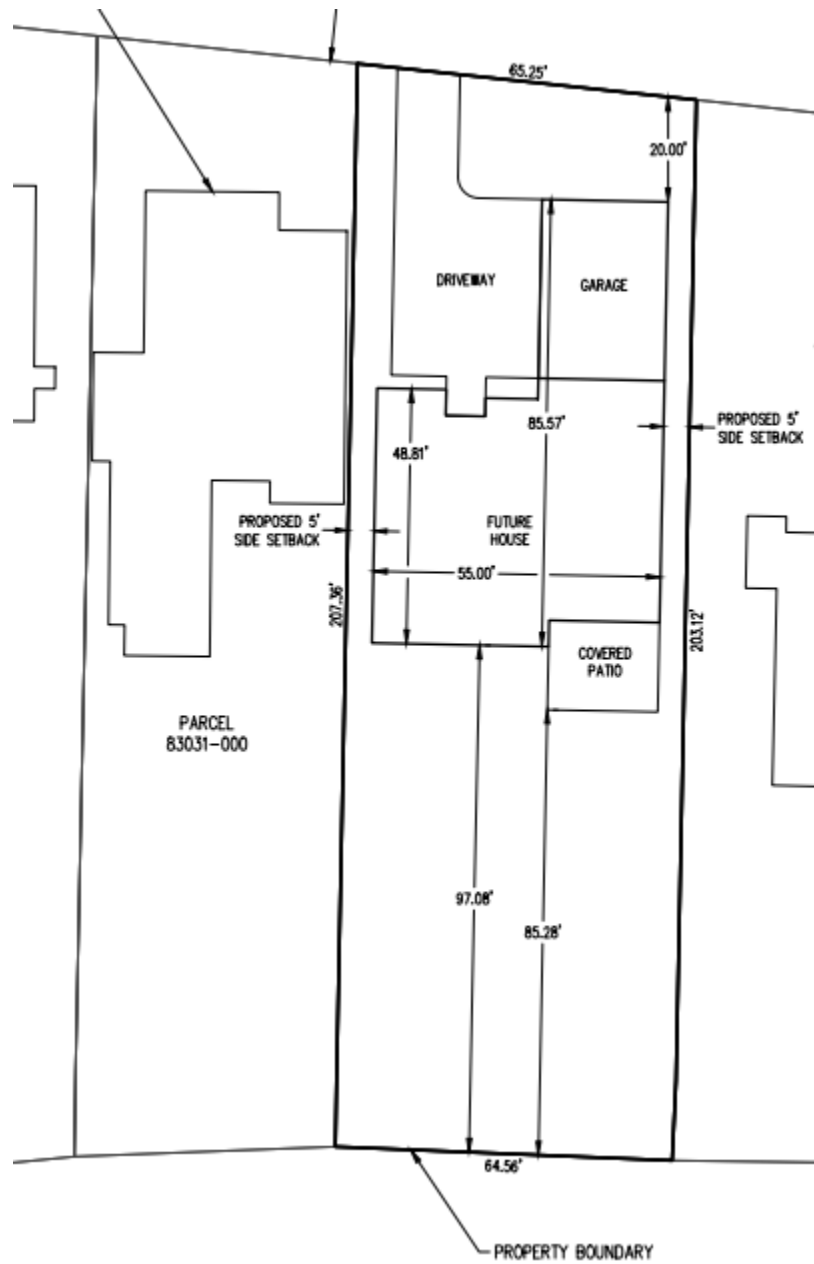 65.25'
20.00'
DRIVEWAY
GARAGE
85.57'
PROPOSED 5'
SIDE SETBACK
48.81'
PROPOSED 5'
SIDE SETBACK
FUTURE
HOUSE
55.00'
207.36'
203.12'
COVERED
PATIO
PARCEL
83031-000
97.08'
85.28'
64.56'
PROPERTY BOUNDARY